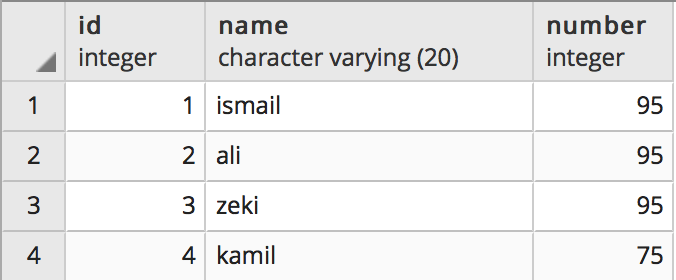 id name number
integer character varying (20) integer
1 1 ismail 95
2 2 ali 95
3 3 zeki 95
4 4 kamil 75